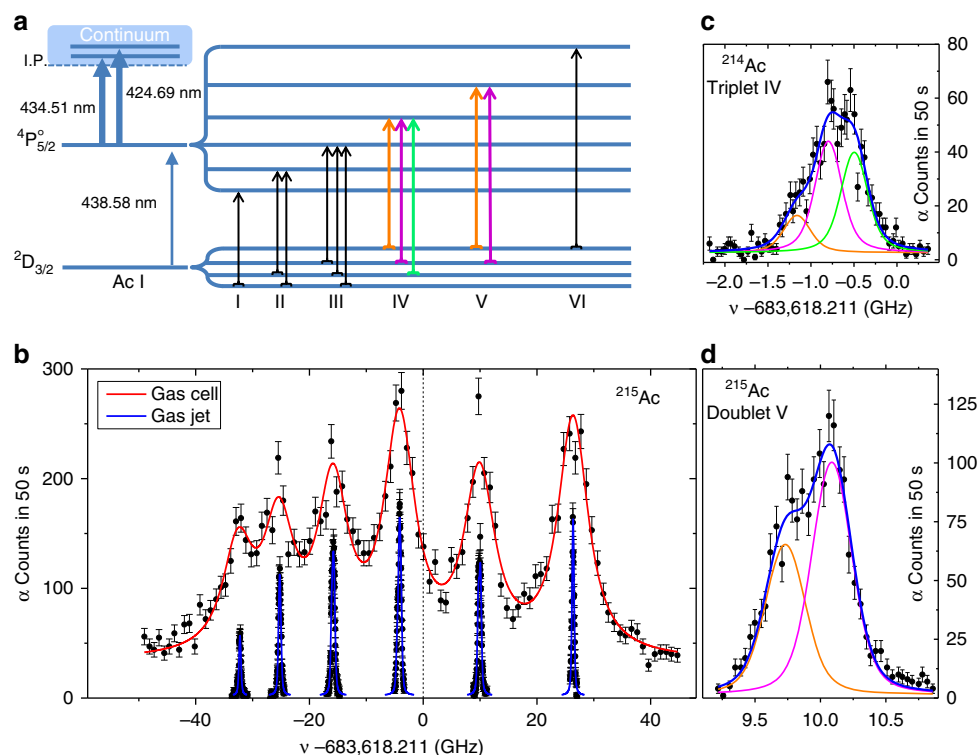 a
Continuum
I.P.
434.51 nm
424.69 nm
⁴P°₅/₂
438.58 nm
²D₃/₂
Ac I
I II III IV V VI
c
²¹⁴Ac
Triplet IV
α Counts in 50 s
80
60
40
20
0
−2.0 −1.5 −1.0 −0.5 0.0
ν −683,618.211 (GHz)
b
Gas cell
Gas jet
²¹⁵Ac
α Counts in 50 s
300
200
100
0
−40 −20 0 20 40
ν −683,618.211 (GHz)
d
²¹⁵Ac
Doublet V
α Counts in 50 s
125
100
75
50
25
0
9.5 10.0 10.5